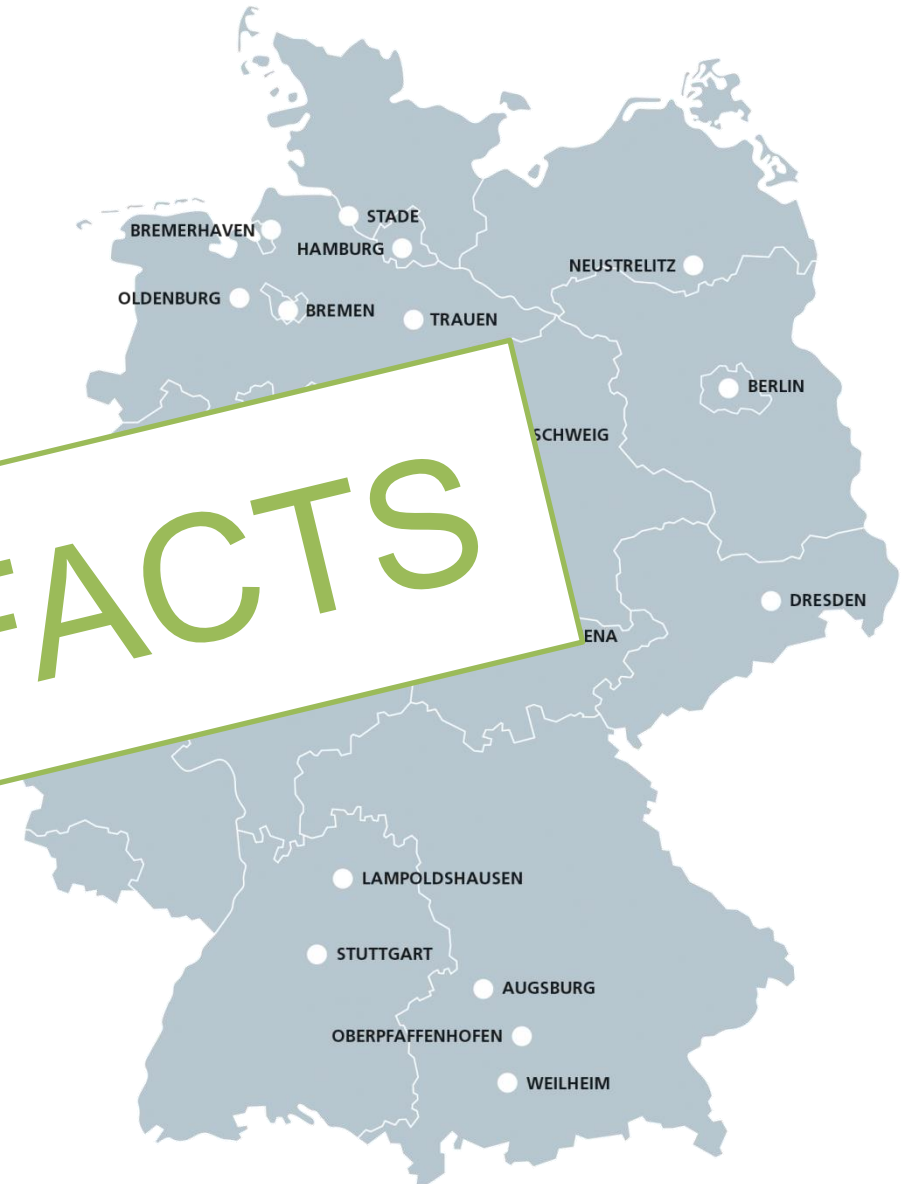 STADE
BREMERHAVEN
HAMBURG
NEUSTRELITZ
OLDENBURG
BREMEN
TRAUEN
BERLIN
SCHWEIG
FACTS
DRESDEN
ENA
LAMPOLDSHAUSEN
STUTTGART
AUGSBURG
OBERPFAFFENHOFEN
WEILHEIM